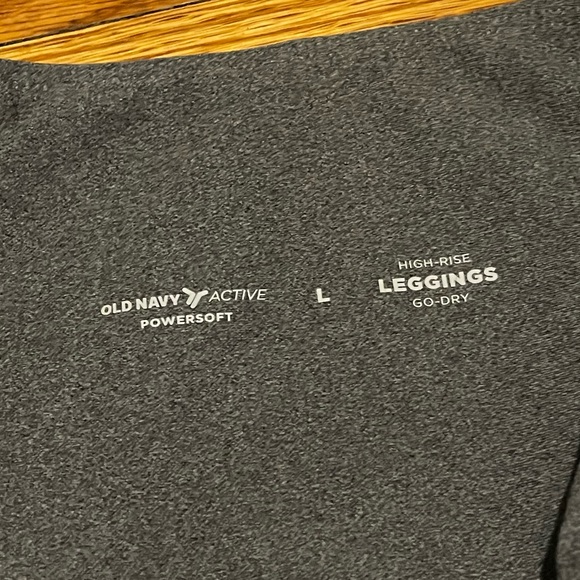 OLD NAVY ACTIVE
POWERSOFT
L
HIGH-RISE
LEGGINGS
GO-DRY